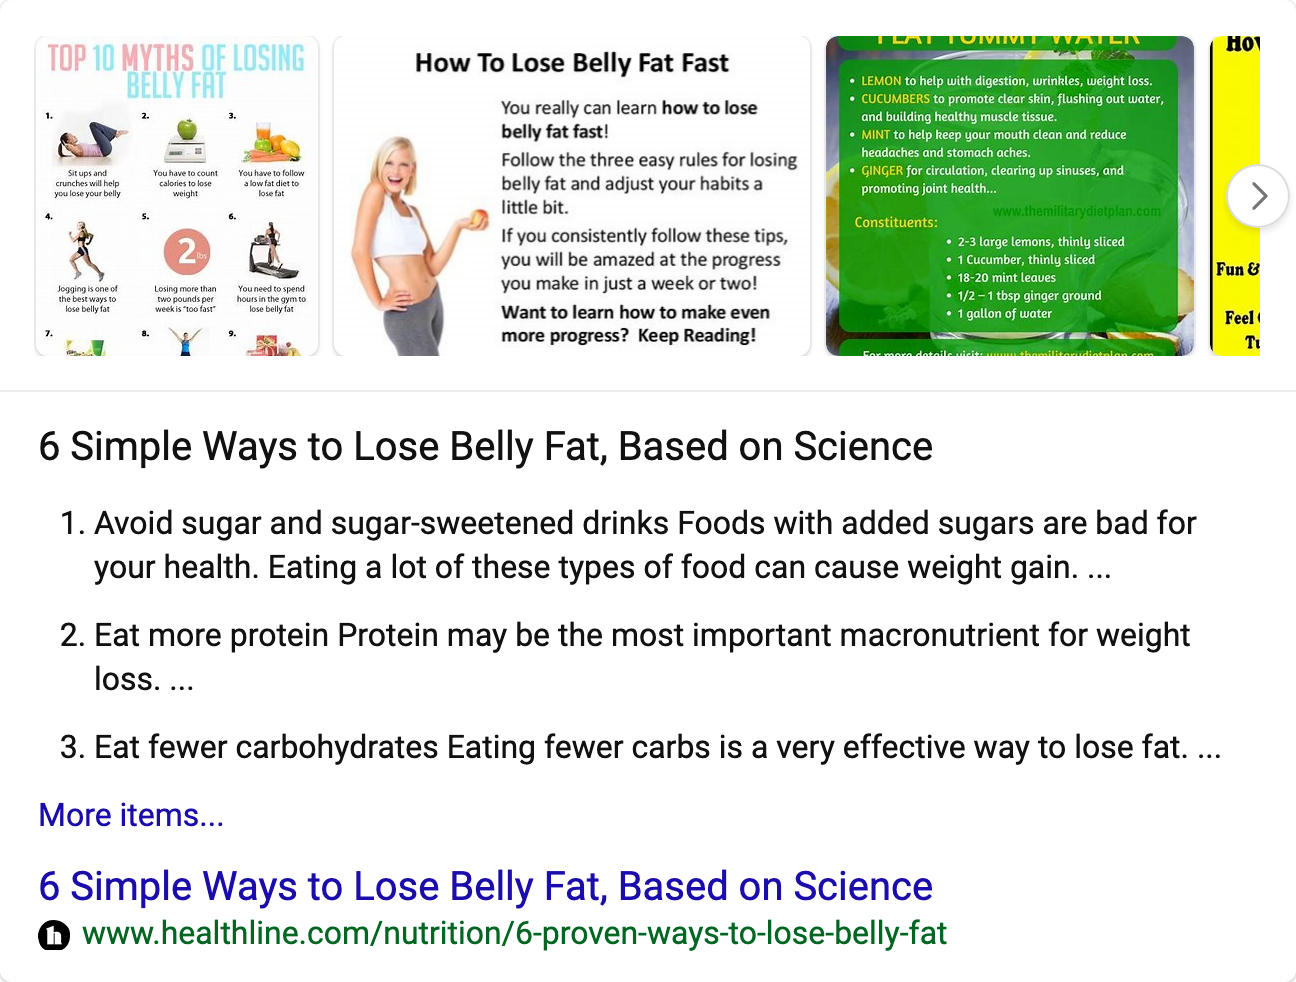 TOP 10 MYTHS OF LOSING
BELLY FAT
1.
Sit ups and
crunches will help
you lose your belly
2.
You have to count
calories to lose
weight
3.
You have to follow
a low fat diet to
lose fat
4.
Jogging is one of
the best ways to
lose belly fat
5.
2 lbs
Losing more than
two pounds per
week is "too fast"
6.
You need to spend
hours in the gym to
lose belly fat
7.
8.
9.
How To Lose Belly Fat Fast
You really can learn how to lose
belly fat fast!
Follow the three easy rules for losing
belly fat and adjust your habits a
little bit.
If you consistently follow these tips,
you will be amazed at the progress
you make in just a week or two!
Want to learn how to make even
more progress? Keep Reading!
FLAT TUMMY WATER
• LEMON to help with digestion, wrinkles, weight loss.
• CUCUMBERS to promote clear skin, flushing out water,
and building healthy muscle tissue.
• MINT to help keep your mouth clean and reduce
headaches and stomach aches.
• GINGER for circulation, clearing up sinuses, and
promoting joint health...
www.themilitarydietplan.com
Constituents:
• 2-3 large lemons, thinly sliced
• 1 Cucumber, thinly sliced
• 18-20 mint leaves
• 1/2 – 1 tbsp ginger ground
• 1 gallon of water
For more details visit: www.themilitarydietplan.com
Fun &
Feel
6 Simple Ways to Lose Belly Fat, Based on Science
1. Avoid sugar and sugar-sweetened drinks Foods with added sugars are bad for
your health. Eating a lot of these types of food can cause weight gain. ...
2. Eat more protein Protein may be the most important macronutrient for weight
loss. ...
3. Eat fewer carbohydrates Eating fewer carbs is a very effective way to lose fat. ...
More items...
6 Simple Ways to Lose Belly Fat, Based on Science
h www.healthline.com/nutrition/6-proven-ways-to-lose-belly-fat